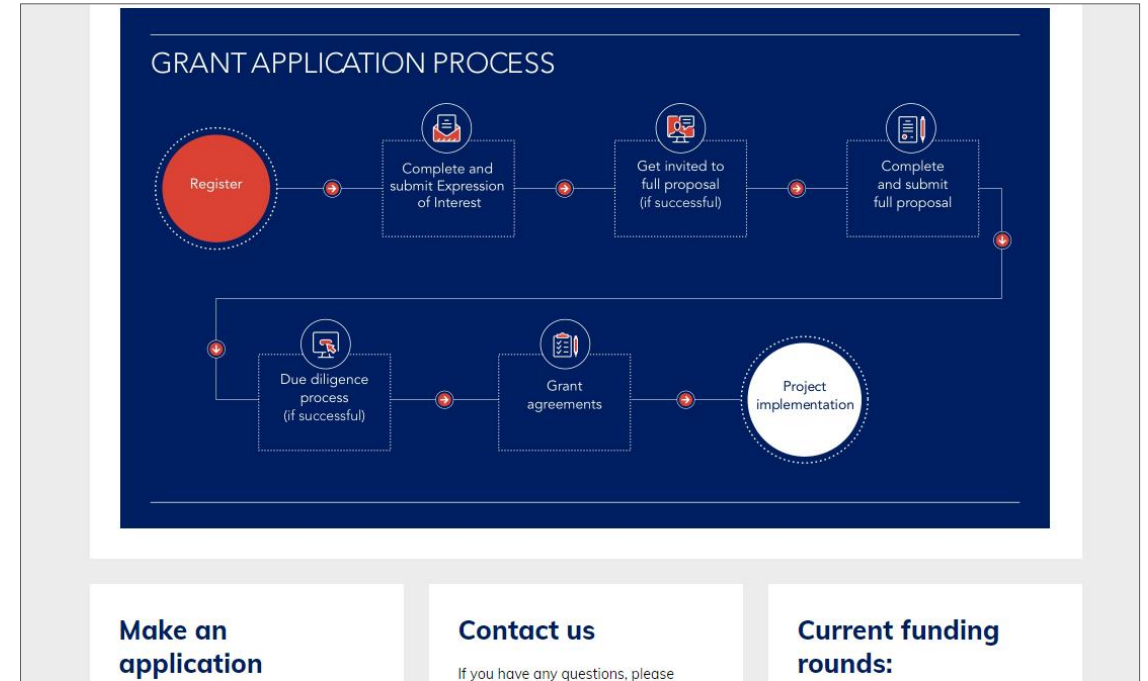 GRANT APPLICATION PROCESS
Register
Complete and
submit Expression
of Interest
Get invited to
full proposal
(if successful)
Complete
and submit
full proposal
Due diligence
process
(if successful)
Grant
agreements
Project
implementation
Make an
application
Contact us
If you have any questions, please
Current funding
rounds: